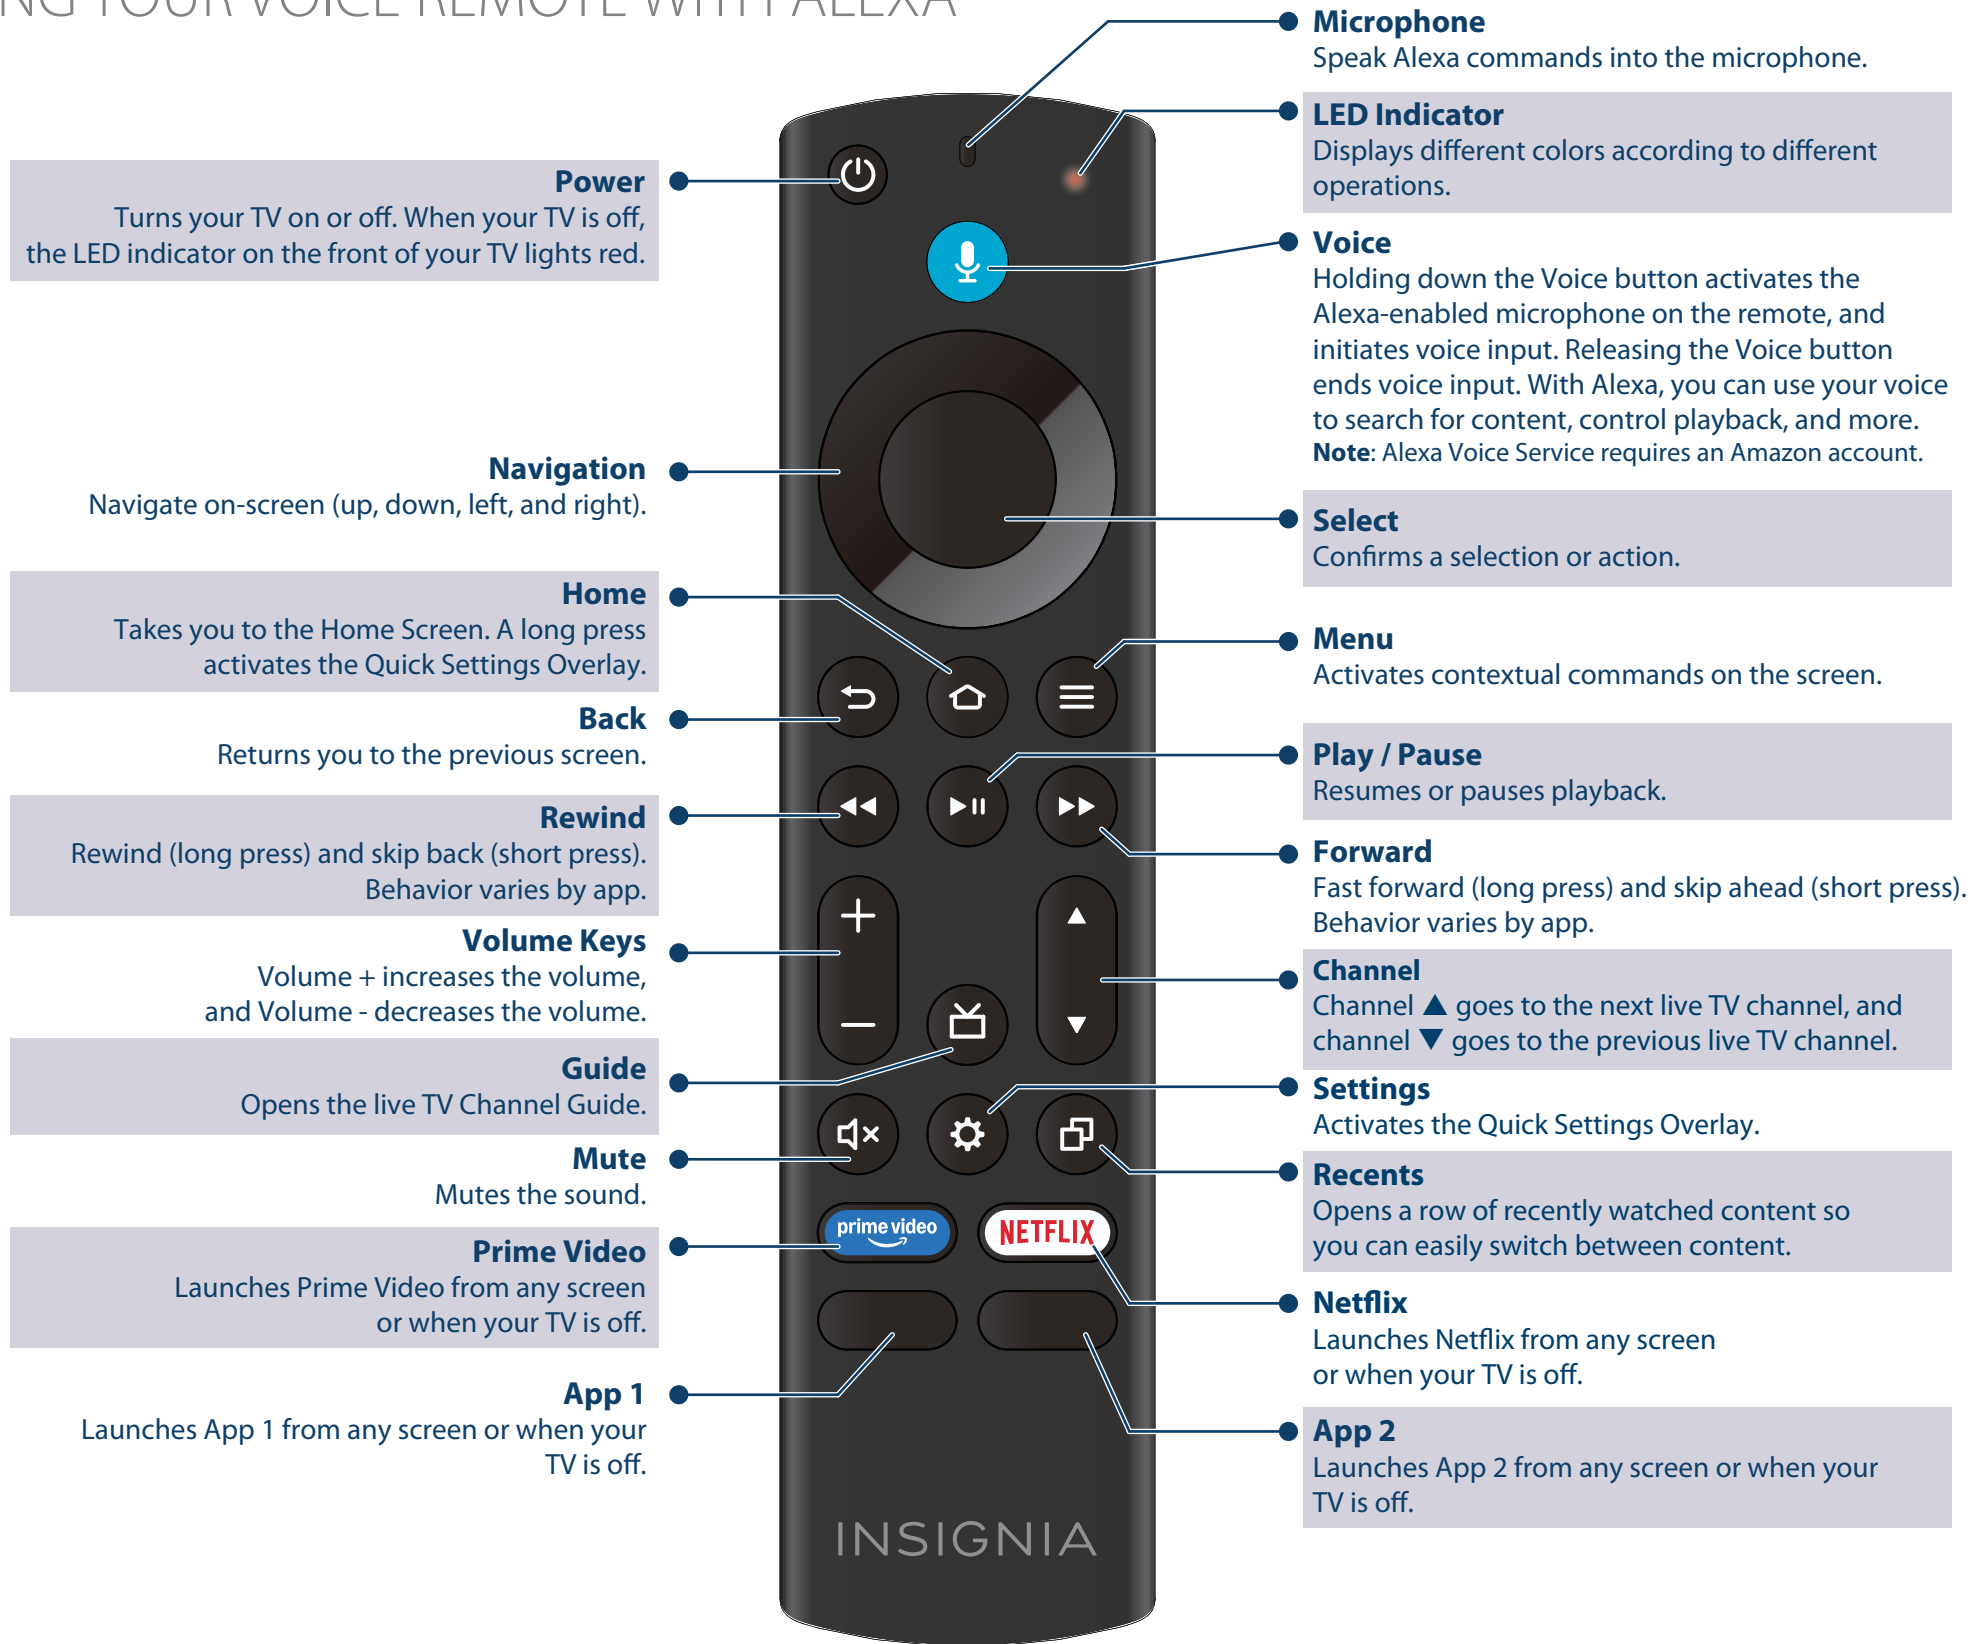 YOUR VOICE REMOTE WITH ALEXA
Power
Turns your TV on or off. When your TV is off,
the LED indicator on the front of your TV lights red.
Navigation
Navigate on-screen (up, down, left, and right).
Home
Takes you to the Home Screen. A long press
activates the Quick Settings Overlay.
Back
Returns you to the previous screen.
Rewind
Rewind (long press) and skip back (short press).
Behavior varies by app.
Volume Keys
Volume + increases the volume,
and Volume - decreases the volume.
Guide
Opens the live TV Channel Guide.
Mute
Mutes the sound.
Prime Video
Launches Prime Video from any screen
or when your TV is off.
App 1
Launches App 1 from any screen or when your
TV is off.
prime video
NETFLIX
INSIGNIA
Microphone
Speak Alexa commands into the microphone.
LED Indicator
Displays different colors according to different
operations.
Voice
Holding down the Voice button activates the
Alexa-enabled microphone on the remote, and
initiates voice input. Releasing the Voice button
ends voice input. With Alexa, you can use your voice
to search for content, control playback, and more.
Note: Alexa Voice Service requires an Amazon account.
Select
Confirms a selection or action.
Menu
Activates contextual commands on the screen.
Play / Pause
Resumes or pauses playback.
Forward
Fast forward (long press) and skip ahead (short press).
Behavior varies by app.
Channel
Channel ▲ goes to the next live TV channel, and
channel ▼ goes to the previous live TV channel.
Settings
Activates the Quick Settings Overlay.
Recents
Opens a row of recently watched content so
you can easily switch between content.
Netflix
Launches Netflix from any screen
or when your TV is off.
App 2
Launches App 2 from any screen or when your
TV is off.